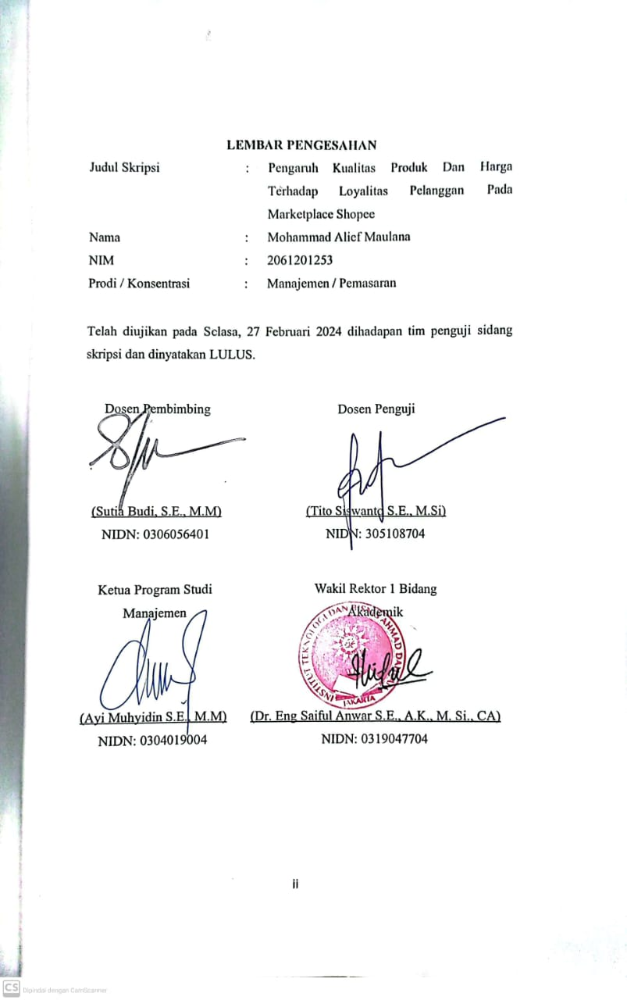 LEMBAR PENGESAHAN
Judul Skripsi : Pengaruh Kualitas Produk Dan Harga
Terhadap Loyalitas Pelanggan Pada
Marketplace Shopee
Nama : Mohammad Alief Maulana
NIM : 2061201253
Prodi / Konsentrasi : Manajemen / Pemasaran
Telah diujikan pada Selasa, 27 Februari 2024 dihadapan tim penguji sidang
skripsi dan dinyatakan LULUS.
Dosen Pembimbing
(Sutia Budi, S.E., M.M)
NIDN: 0306056401
Dosen Penguji
(Tito Siswanto S.E., M.Si)
NIDN: 305108704
Ketua Program Studi
Manajemen
(Ayi Muhyidin S.E., M.M)
NIDN: 0304019004
Wakil Rektor 1 Bidang
Akademik
INSTITUT TEKNOLOGI DAN BISNIS AHMAD
JAKARTA
(Dr. Eng Saiful Anwar S.E., A.K., M. Si., CA)
NIDN: 0319047704
ii
CS Dipindai dengan CamScanner